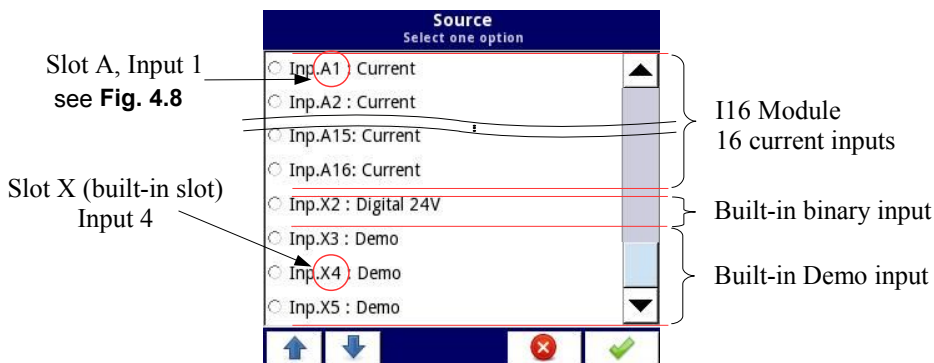 Source
Select one option
Slot A, Input 1
see Fig. 4.8
Inp.A1 : Current
Inp.A2 : Current
Inp.A15: Current
Inp.A16: Current
I16 Module
16 current inputs
Slot X (built-in slot)
Input 4
Inp.X2 : Digital 24V
Built-in binary input
Inp.X3 : Demo
Inp.X4 : Demo
Inp.X5 : Demo
Built-in Demo input